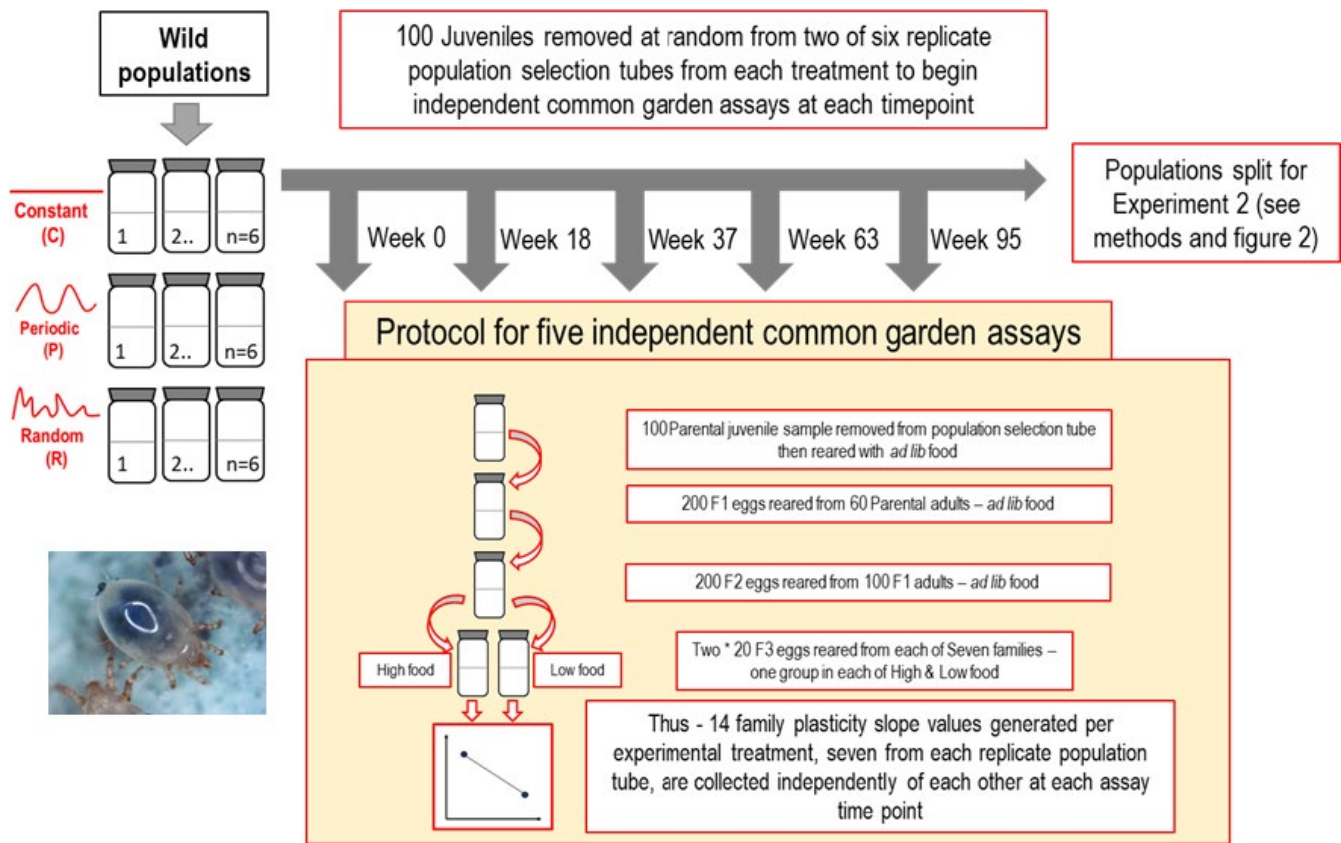 Wild
populations
100 Juveniles removed at random from two of six replicate
population selection tubes from each treatment to begin
independent common garden assays at each timepoint
Constant
(C)
1
2..
n=6
Week 0
Week 18
Week 37
Week 63
Week 95
Populations split for
Experiment 2 (see
methods and figure 2)
Periodic
(P)
1
2..
n=6
Random
(R)
1
2..
n=6
Protocol for five independent common garden assays
100 Parental juvenile sample removed from population selection tube
then reared with ad lib food
200 F1 eggs reared from 60 Parental adults – ad lib food
200 F2 eggs reared from 100 F1 adults – ad lib food
High food
Low food
Two * 20 F3 eggs reared from each of Seven families –
one group in each of High & Low food
Thus - 14 family plasticity slope values generated per
experimental treatment, seven from each replicate population
tube, are collected independently of each other at each assay
time point